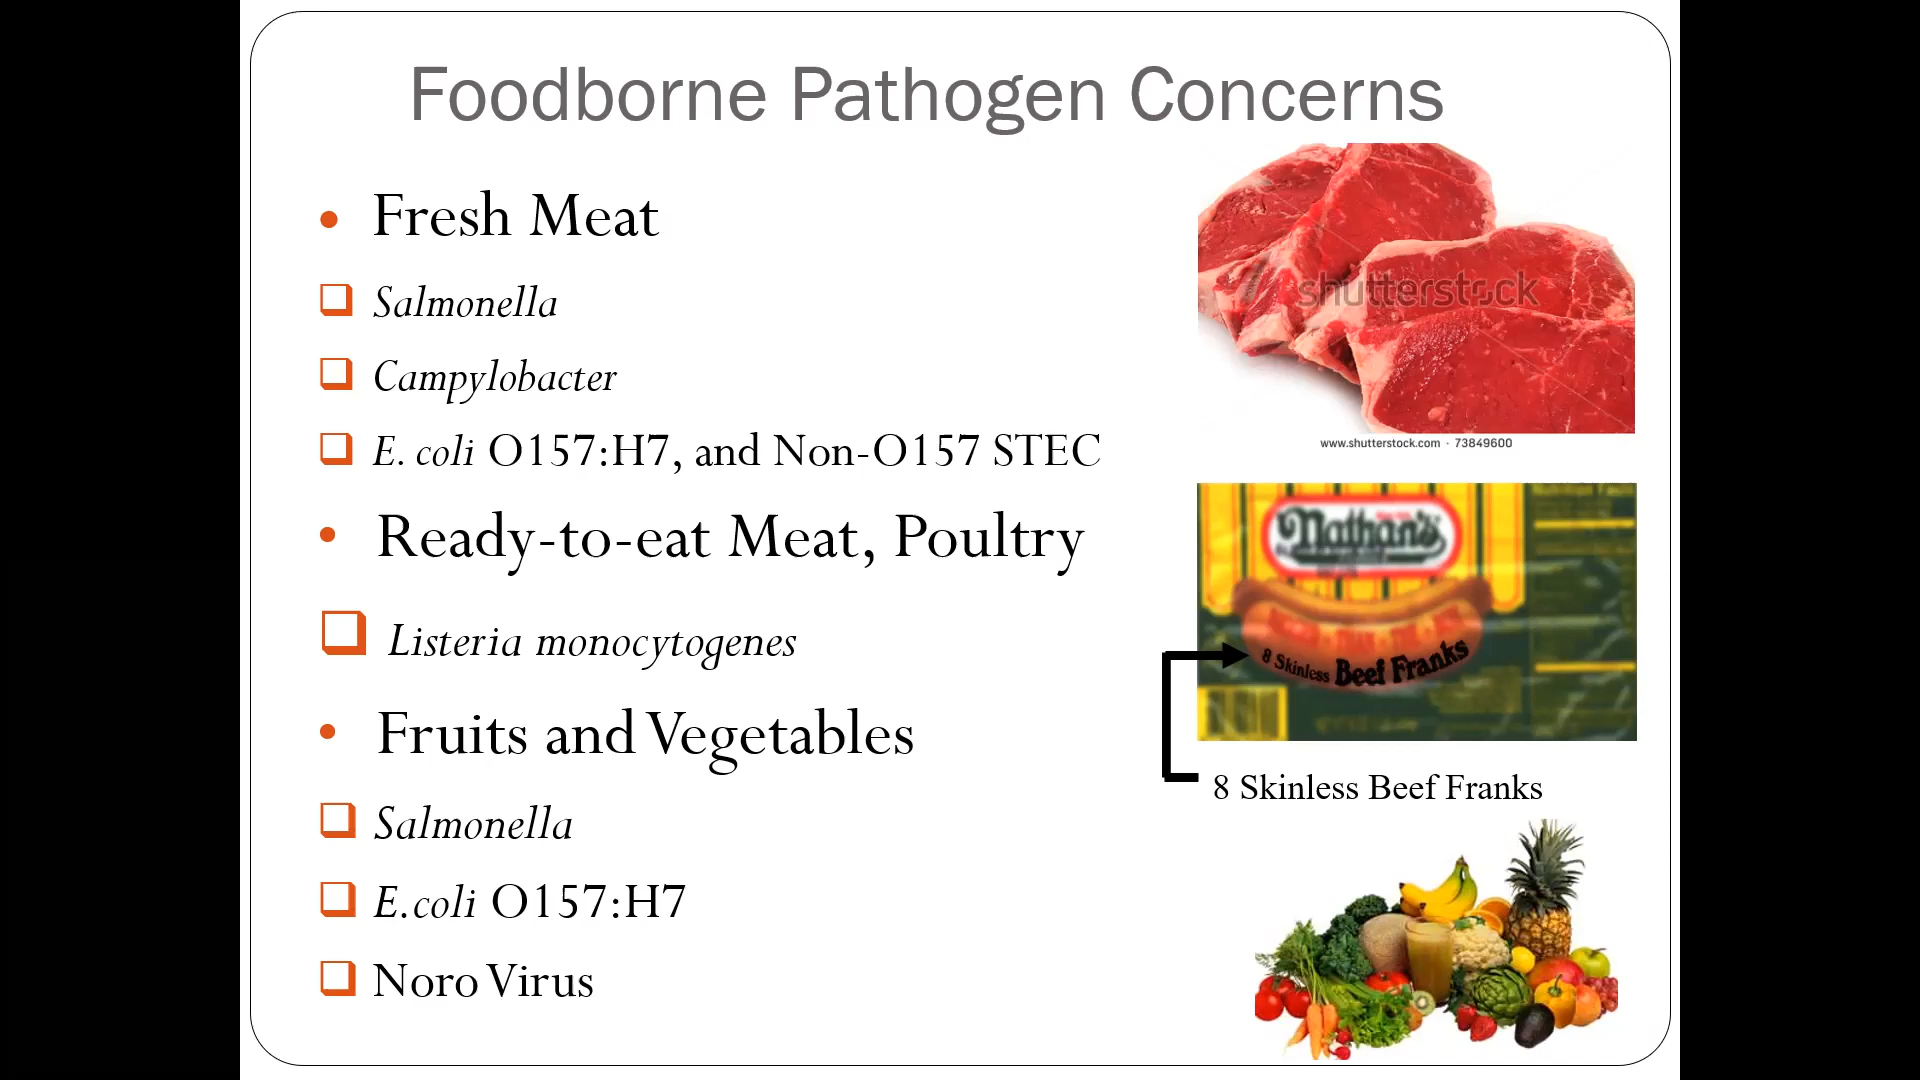 Foodborne Pathogen Concerns
• Fresh Meat
❑ Salmonella
❑ Campylobacter
❑ E. coli O157:H7, and Non-O157 STEC
• Ready-to-eat Meat, Poultry
❑ Listeria monocytogenes
• Fruits and Vegetables
❑ Salmonella
❑ E.coli O157:H7
❑ Noro Virus
shutterstock
www.shutterstock.com · 73849600
Nathan's
8 Skinless Beef Franks
8 Skinless Beef Franks